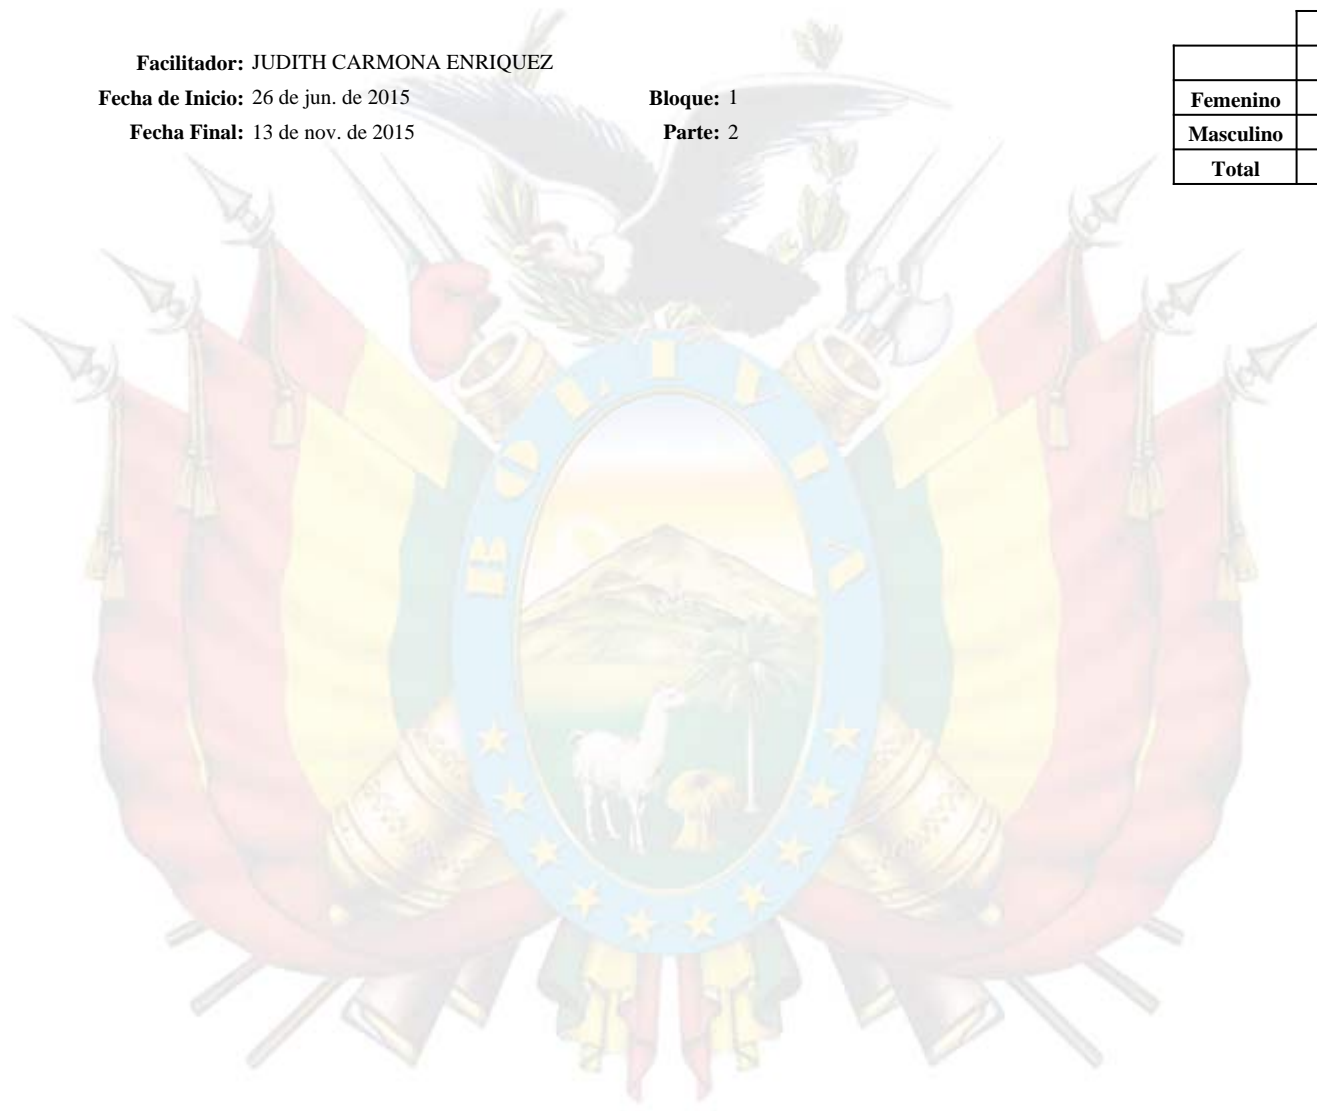 Facilitador: JUDITH CARMONA ENRIQUEZ
Fecha de Inicio: 26 de jun. de 2015 Bloque: 1
Fecha Final: 13 de nov. de 2015 Parte: 2
Femenino
Masculino
Total
BOLIVIA